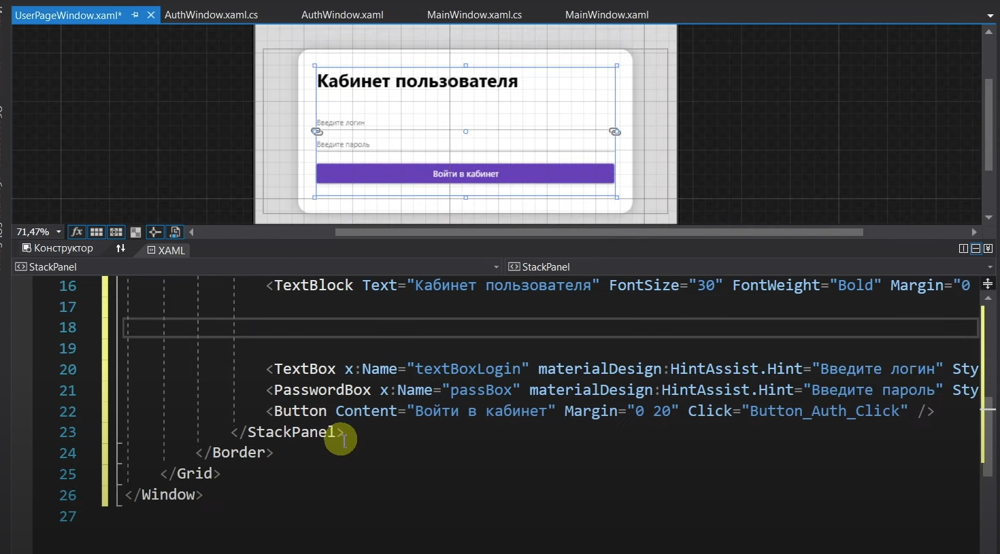 UserPageWindow.xaml* AuthWindow.xaml.cs AuthWindow.xaml MainWindow.xaml.cs MainWindow.xaml
Кабинет пользователя
Введите логин
Введите пароль
Войти в кабинет
71,47% fx
Конструктор XAML
StackPanel StackPanel
16 <TextBlock Text="Кабинет пользователя" FontSize="30" FontWeight="Bold" Margin="0
17
18
19
20 <TextBox x:Name="textBoxLogin" materialDesign:HintAssist.Hint="Введите логин" Sty
21 <PasswordBox x:Name="passBox" materialDesign:HintAssist.Hint="Введите пароль" Sty
22 <Button Content="Войти в кабинет" Margin="0 20" Click="Button_Auth_Click" />
23 </StackPanel>
24 </Border>
25 </Grid>
26 </Window>
27